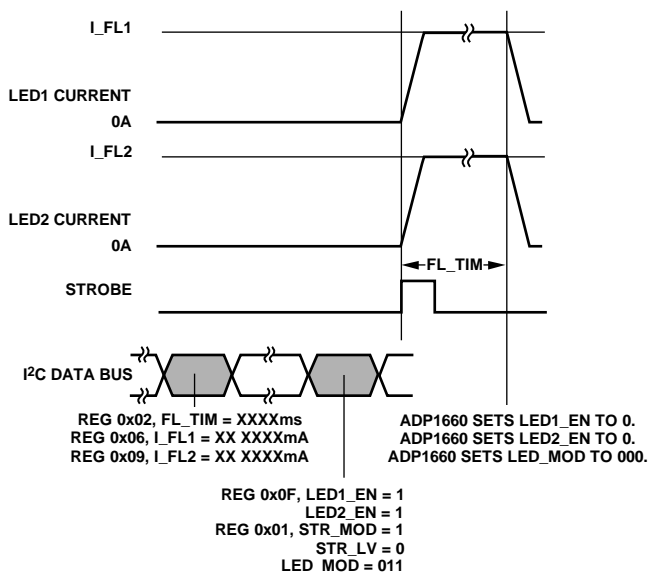 I_FL1
LED1 CURRENT
0A
I_FL2
LED2 CURRENT
0A
FL_TIM
STROBE
I²C DATA BUS
REG 0x02, FL_TIM = XXXXms
REG 0x06, I_FL1 = XX XXXXmA
REG 0x09, I_FL2 = XX XXXXmA
ADP1660 SETS LED1_EN TO 0.
ADP1660 SETS LED2_EN TO 0.
ADP1660 SETS LED_MOD TO 000.
REG 0x0F, LED1_EN = 1
LED2_EN = 1
REG 0x01, STR_MOD = 1
STR_LV = 0
LED_MOD = 011